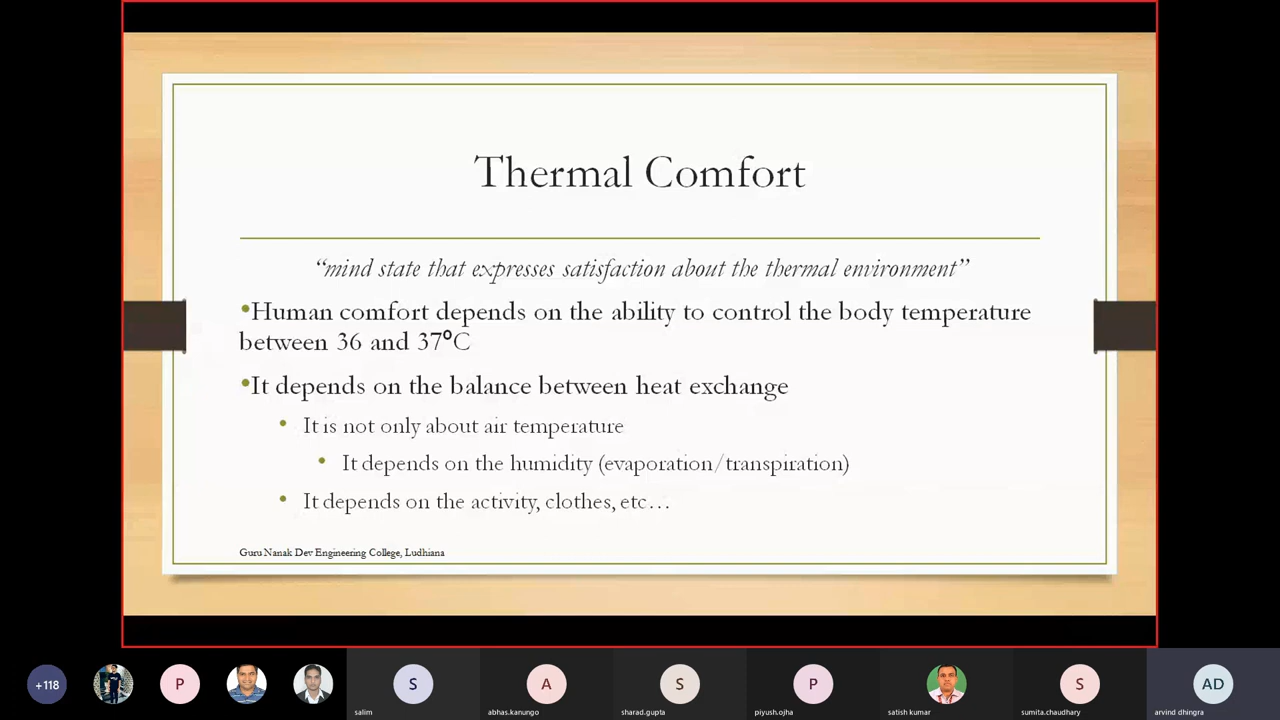 Thermal Comfort
“mind state that expresses satisfaction about the thermal environment”
•Human comfort depends on the ability to control the body temperature
between 36 and 37⁰C
•It depends on the balance between heat exchange
• It is not only about air temperature
• It depends on the humidity (evaporation/transpiration)
• It depends on the activity, clothes, etc…
Guru Nanak Dev Engineering College, Ludhiana
+118
P
S
A
S
P
S
AD
salim
abhas.kanungo
sharad.gupta
piyush.ojha
satish kumar
sumita.chaudhary
arvind dhingra